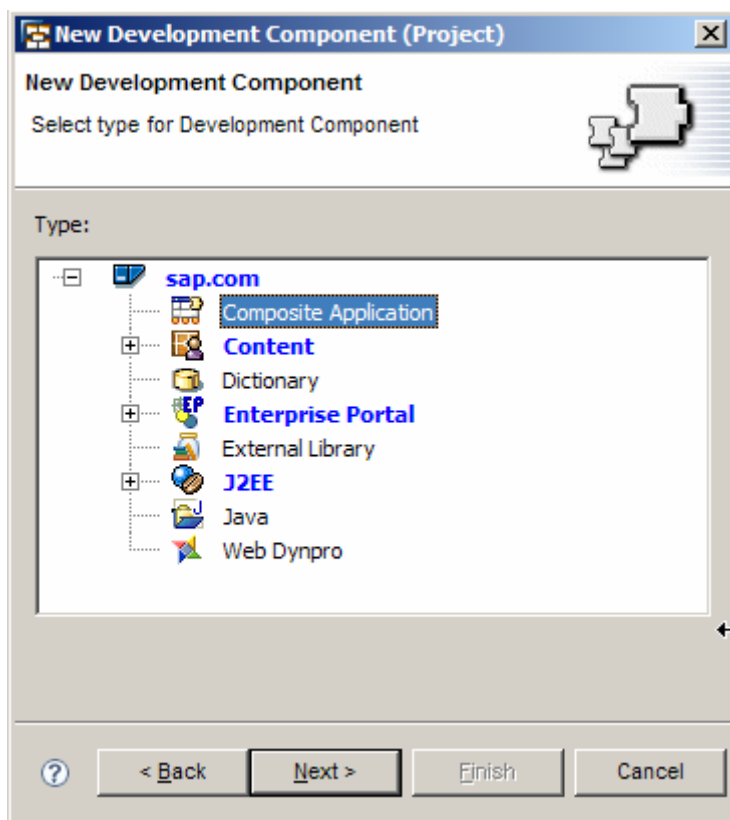 New Development Component (Project)
New Development Component
Select type for Development Component
Type:
sap.com
Composite Application
Content
Dictionary
Enterprise Portal
External Library
J2EE
Java
Web Dynpro
< Back Next > Finish Cancel